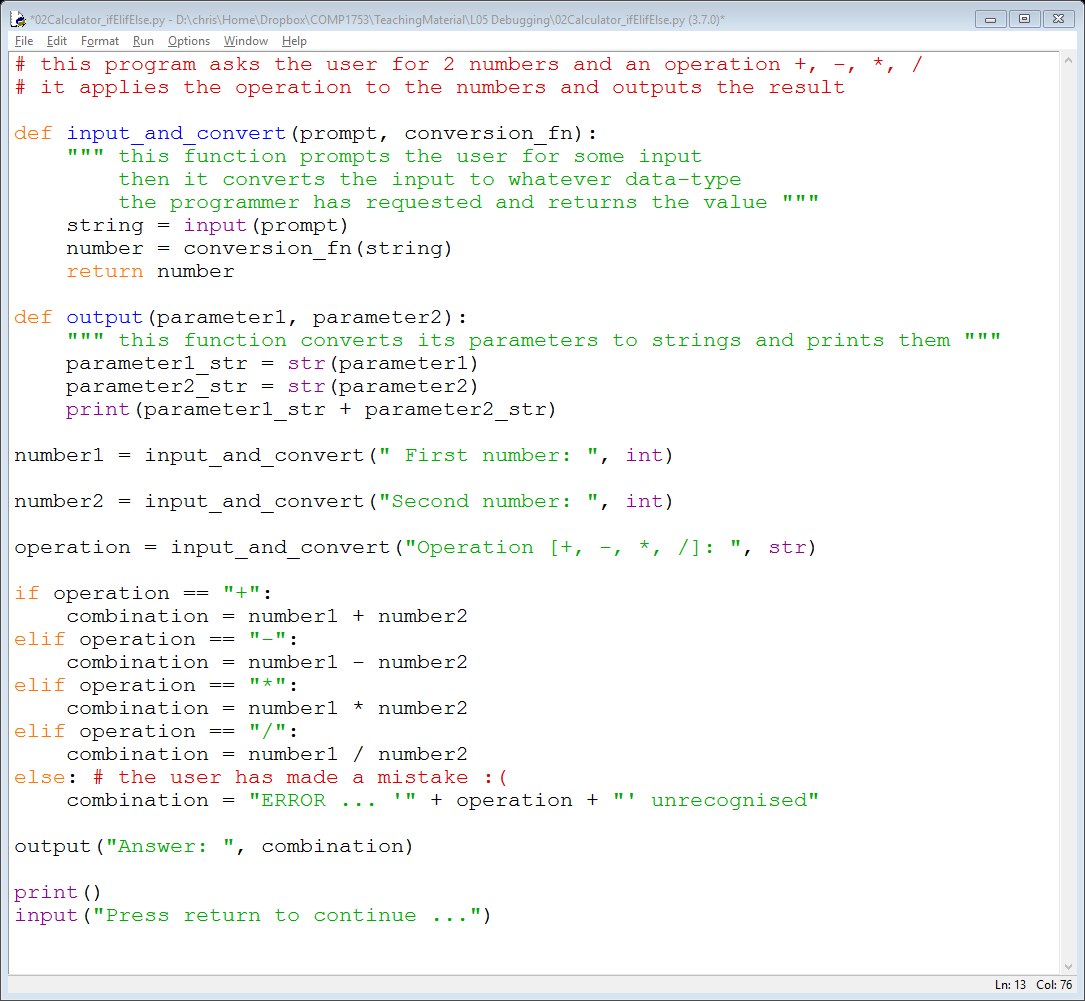 *02Calculator_ifElifElse.py - D:\chris\Home\Dropbox\COMP1753\TeachingMaterial\L05 Debugging\02Calculator_ifElifElse.py (3.7.0)*
File Edit Format Run Options Window Help
# this program asks the user for 2 numbers and an operation +, -, *, /
# it applies the operation to the numbers and outputs the result
def input_and_convert(prompt, conversion_fn):
    """ this function prompts the user for some input
        then it converts the input to whatever data-type
        the programmer has requested and returns the value """
    string = input(prompt)
    number = conversion_fn(string)
    return number
def output(parameter1, parameter2):
    """ this function converts its parameters to strings and prints them """
    parameter1_str = str(parameter1)
    parameter2_str = str(parameter2)
    print(parameter1_str + parameter2_str)
number1 = input_and_convert(" First number: ", int)
number2 = input_and_convert("Second number: ", int)
operation = input_and_convert("Operation [+, -, *, /]: ", str)
if operation == "+":
    combination = number1 + number2
elif operation == "-":
    combination = number1 - number2
elif operation == "*":
    combination = number1 * number2
elif operation == "/":
    combination = number1 / number2
else: # the user has made a mistake :(
    combination = "ERROR ... '" + operation + "' unrecognised"
output("Answer: ", combination)
print()
input("Press return to continue ...")
Ln: 13 Col: 76